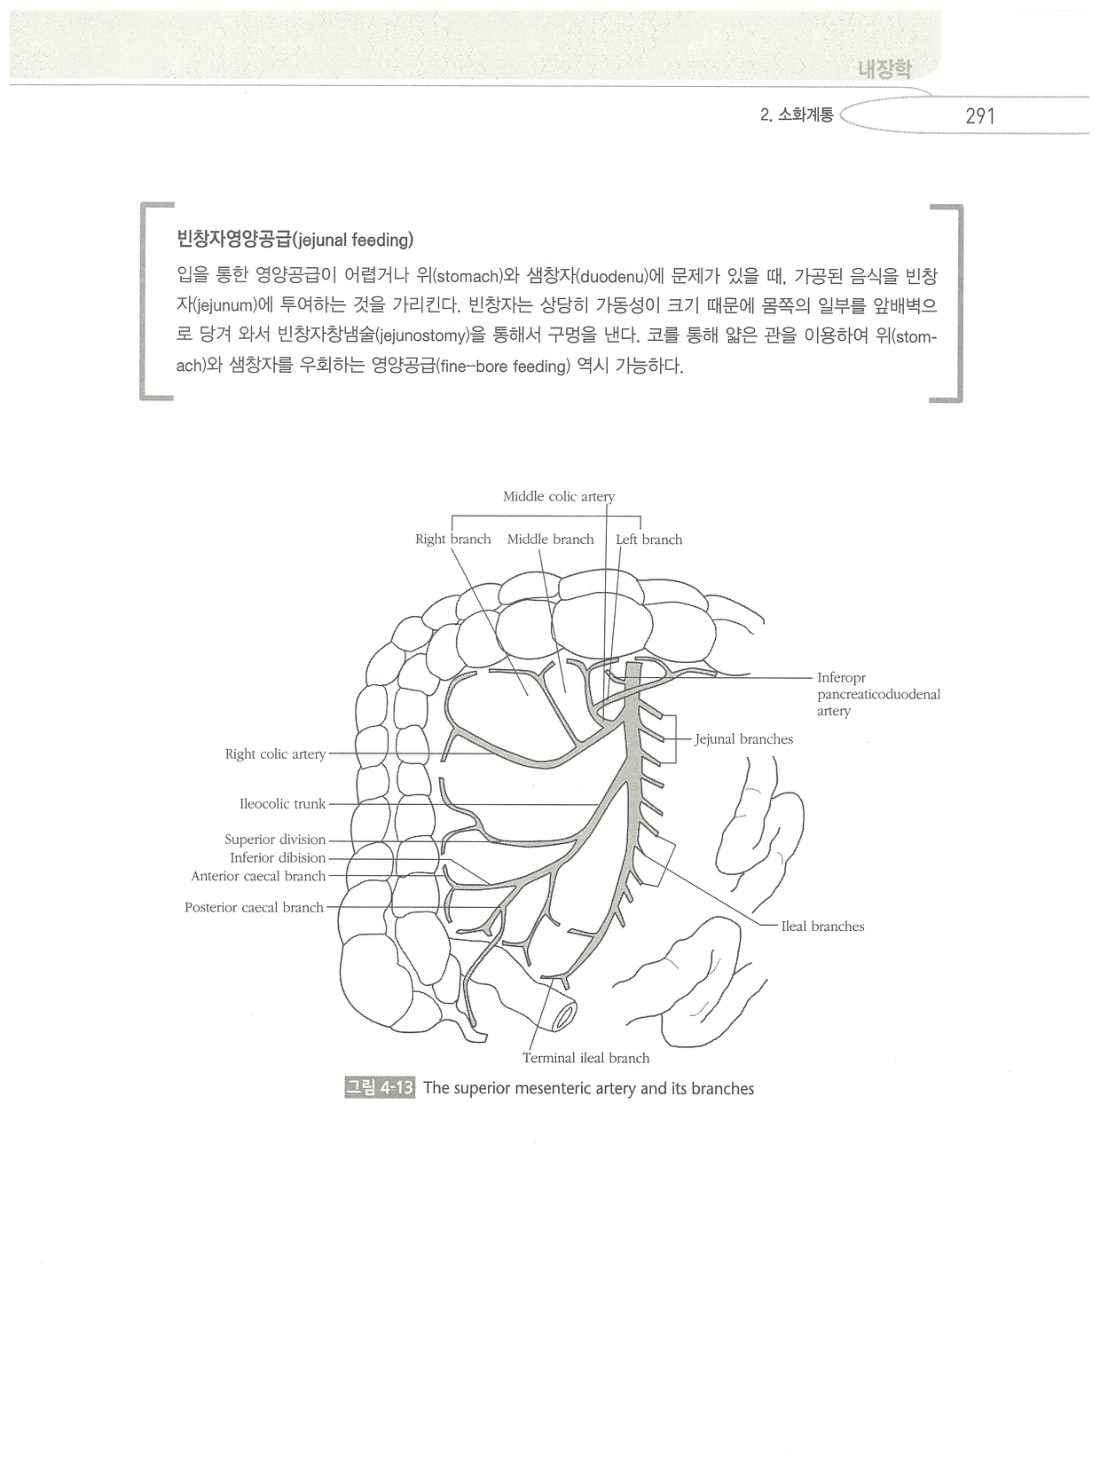 내장학
2. 소화계통
291
빈창자영양공급(jejunal feeding)
입을 통한 영양공급이 어렵거나 위(stomach)와 샘창자(duodenu)에 문제가 있을 때, 가공된 음식을 빈창
자(jejunum)에 투여하는 것을 가리킨다. 빈창자는 상당히 가동성이 크기 때문에 몸쪽의 일부를 앞배벽으
로 당겨 와서 빈창자창냄술(jejunostomy)을 통해서 구멍을 낸다. 코를 통해 얇은 관을 이용하여 위(stom-
ach)와 샘창자를 우회하는 영양공급(fine-bore feeding) 역시 가능하다.
Middle colic artery
Right branch
Middle branch
Left branch
Inferopr
pancreaticoduodenal
artery
Jejunal branches
Right colic artery
Ileocolic trunk
Superior division
Inferior dibision
Anterior caecal branch
Posterior caecal branch
Ileal branches
Terminal ileal branch
그림 4-13 The superior mesenteric artery and its branches